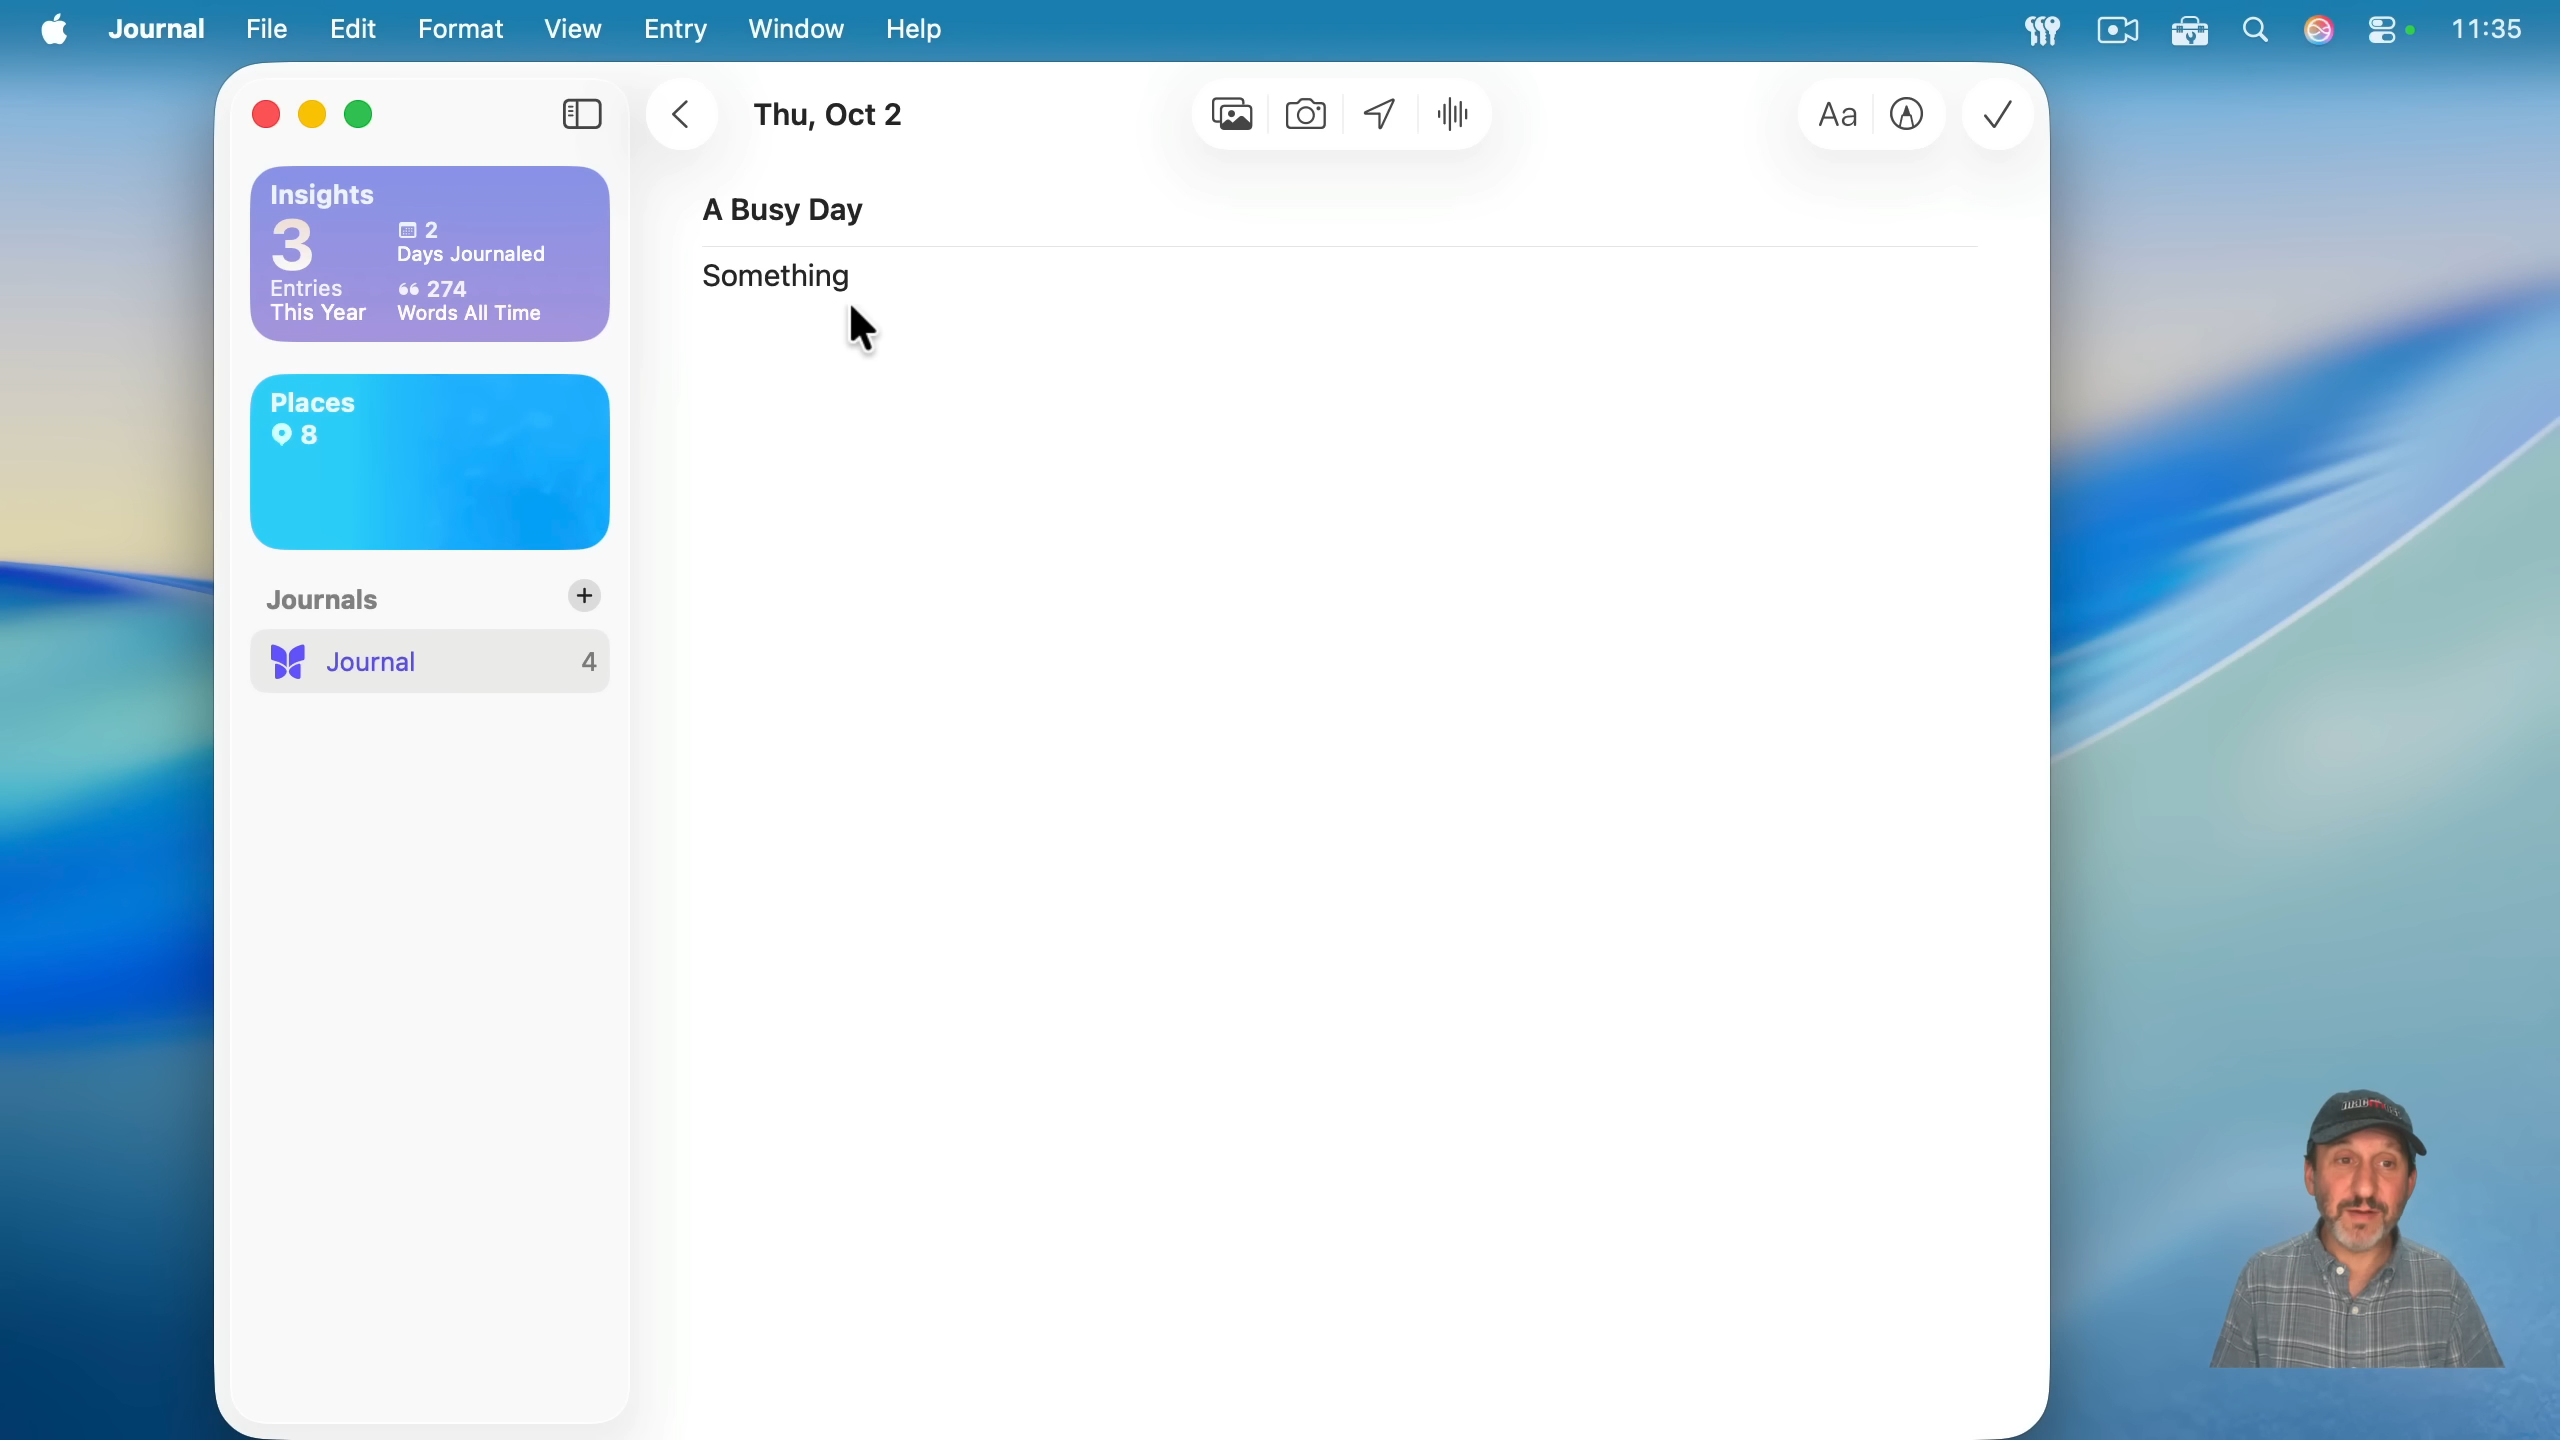 Journal File Edit Format View Entry Window Help 11:35
Thu, Oct 2 Aa
Insights
3
Entries
This Year
2
Days Journaled
274
Words All Time
Places
8
Journals
Journal 4
A Busy Day
Something